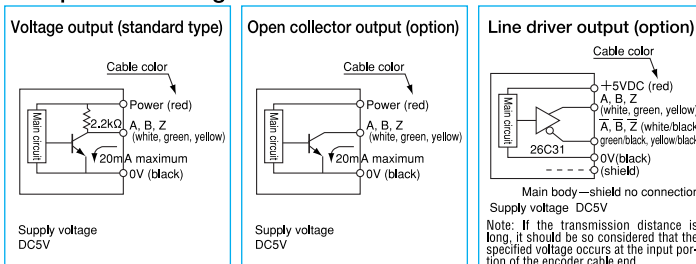 Voltage output (standard type)
Cable color
Power (red)
2.2kΩ
A, B, Z
(white, green, yellow)
Main circuit
20mA maximum
0V (black)
Supply voltage
DC5V
Open collector output (option)
Cable color
Power (red)
A, B, Z
(white, green, yellow)
Main circuit
20mA maximum
0V (black)
Supply voltage
DC5V
Line driver output (option)
Cable color
+5VDC (red)
A, B, Z
(white, green, yellow)
Main circuit
A̅, B̅, Z̅ (white/black
green/black, yellow/black
26C31
0V(black)
(shield)
Main body—shield no connection
Supply voltage DC5V
Note: If the transmission distance is
long, it should be so considered that the
specified voltage occurs at the input por-
tion of the encoder cable end